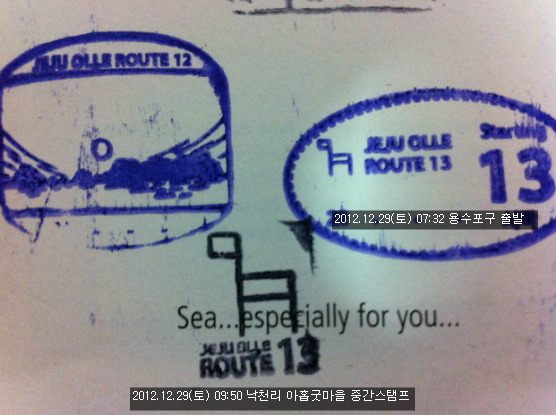 JEJU OLLE ROUTE 12
Starting
JEJU OLLE
ROUTE 13
13
2012.12.29(토) 07:32 용수포구 출발
Sea...especially for you...
JEJU OLLE
ROUTE 13
2012.12.29(토) 09:50 낙천리 아홉굿마을 중간스탬프